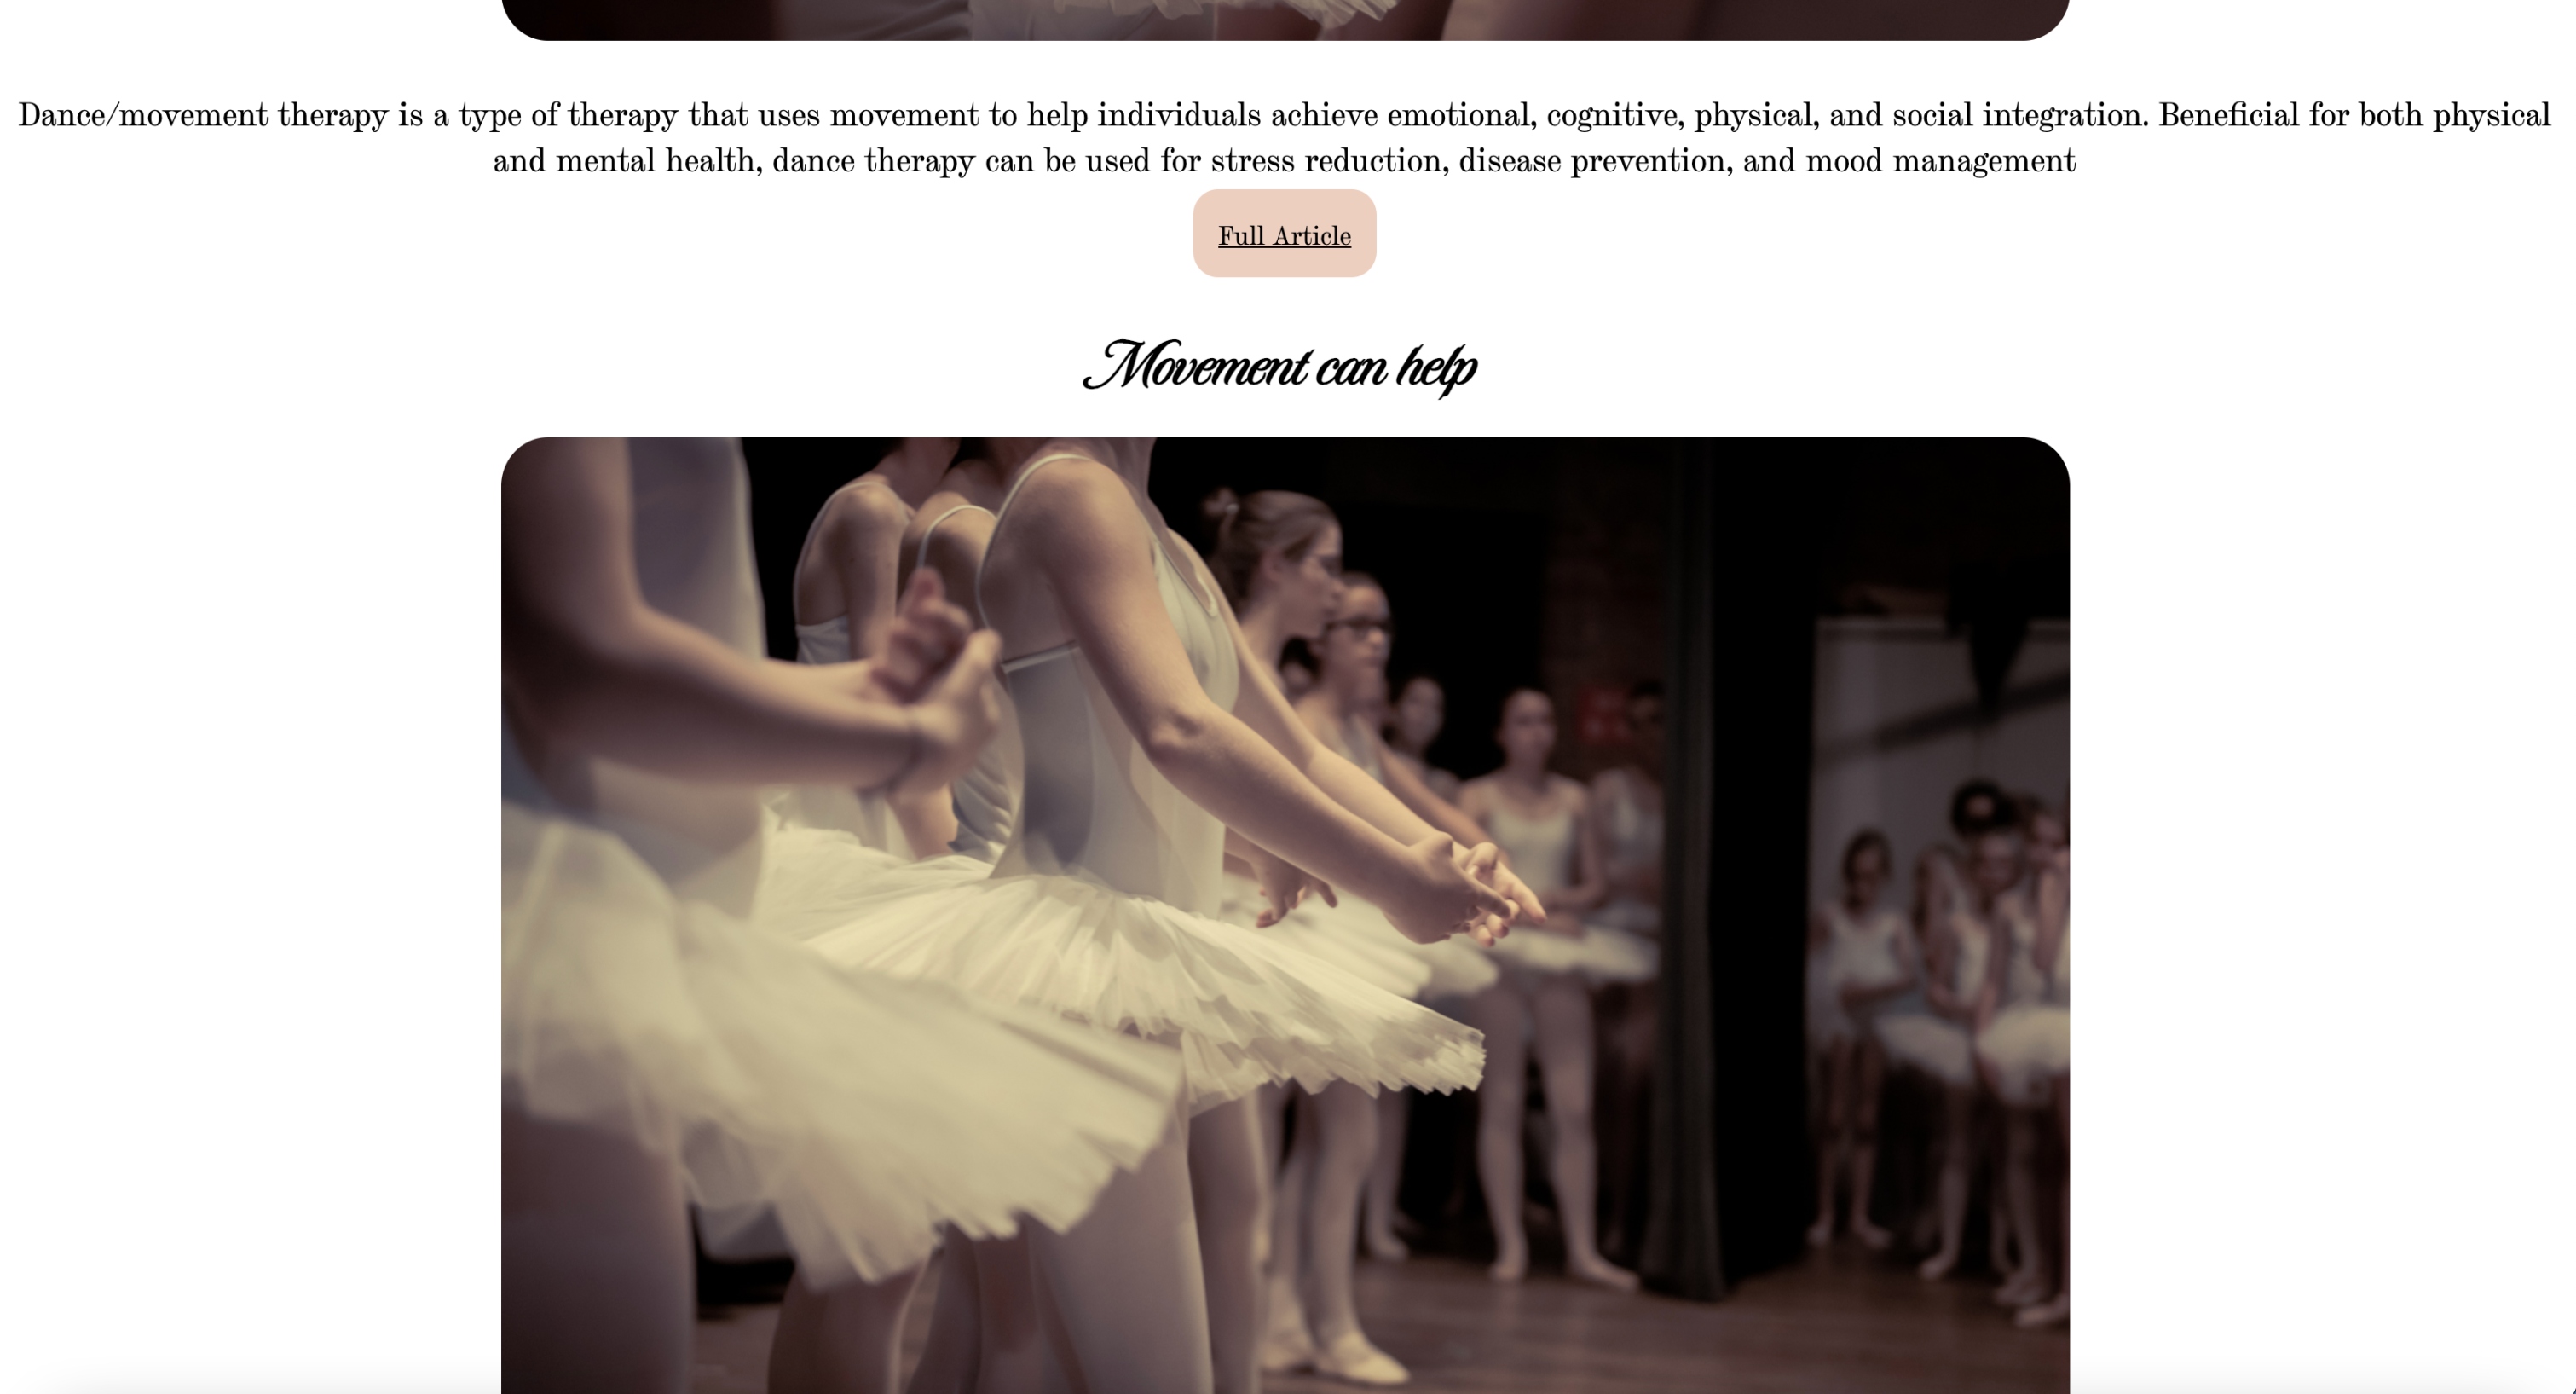 Dance/movement therapy is a type of therapy that uses movement to help individuals achieve emotional, cognitive, physical, and social integration. Beneficial for both physical
and mental health, dance therapy can be used for stress reduction, disease prevention, and mood management
Full Article
Movement can help